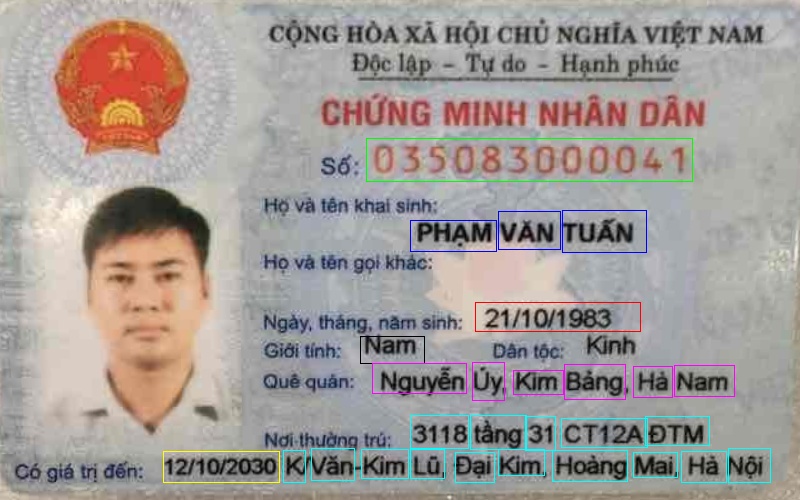 CỘNG HÒA XÃ HỘI CHỦ NGHĨA VIỆT NAM
Độc lập - Tự do - Hạnh phúc
CHỨNG MINH NHÂN DÂN
Số: 035083000041
Họ và tên khai sinh:
PHẠM VĂN TUẤN
Họ và tên gọi khác:
Ngày, tháng, năm sinh: 21/10/1983
Giới tính: Nam Dân tộc: Kinh
Quê quán: Nguyễn Úy, Kim Bảng, Hà Nam
Nơi thường trú: 3118 tầng 31 CT12A ĐTM
Có giá trị đến: 12/10/2030 K/Văn-Kim Lũ, Đại Kim, Hoàng Mai, Hà Nội